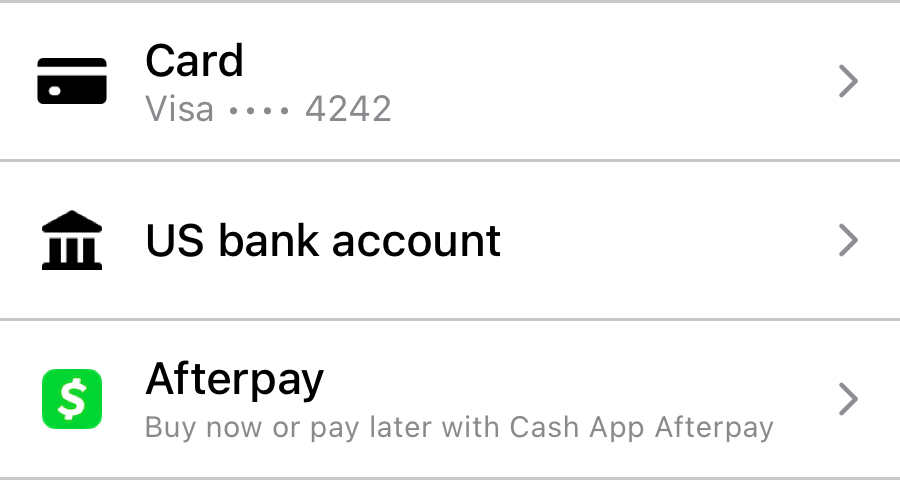 Card
Visa •••• 4242
US bank account
$
Afterpay
Buy now or pay later with Cash App Afterpay